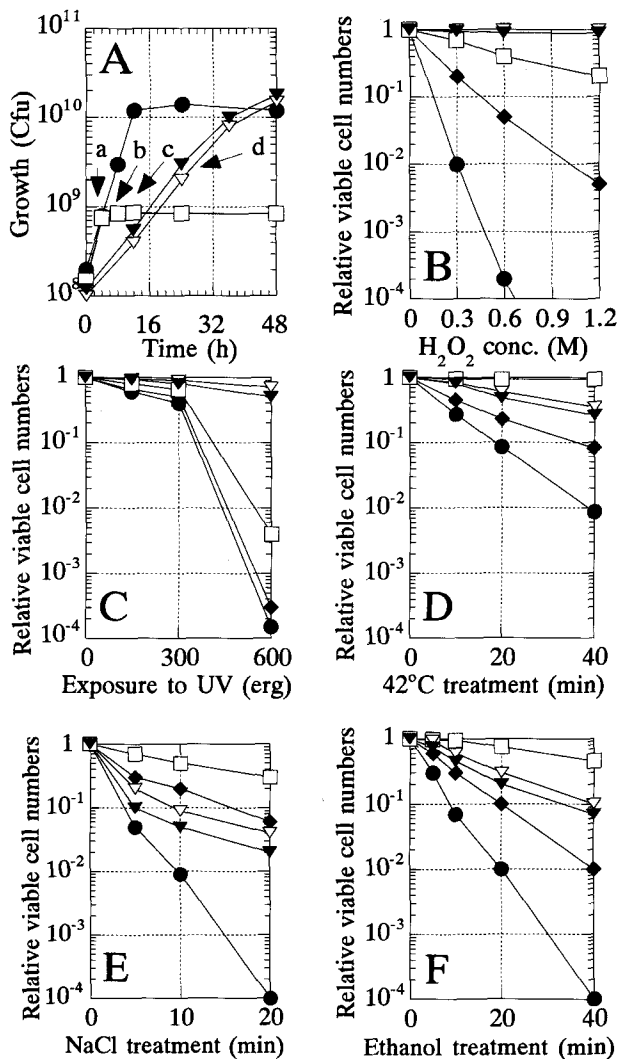 A
Growth (Cfu)
10¹¹
10¹⁰
10⁹
10⁸
a b c d
0 16 32 48
Time (h)
B
Relative viable cell numbers
1
10⁻¹
10⁻²
10⁻³
10⁻⁴
0 0.3 0.6 0.9 1.2
H₂O₂ conc. (M)
C
Relative viable cell numbers
1
10⁻¹
10⁻²
10⁻³
10⁻⁴
0 300 600
Exposure to UV (erg)
D
Relative viable cell numbers
1
10⁻¹
10⁻²
10⁻³
10⁻⁴
0 20 40
42°C treatment (min)
E
Relative viable cell numbers
1
10⁻¹
10⁻²
10⁻³
10⁻⁴
0 10 20
NaCl treatment (min)
F
Relative viable cell numbers
1
10⁻¹
10⁻²
10⁻³
10⁻⁴
0 20 40
Ethanol treatment (min)